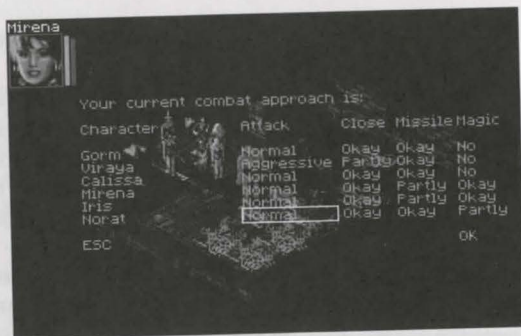 Mirena
Your current combat approach is:
Character Attack Close Missile Magic
Gorm Normal Okay Okay No
Viraya Aggressive Partly Okay No
Calissa Normal Okay Okay No
Mirena Normal Okay Partly Okay
Iris Normal Okay Partly Okay
Norat Normal Okay Okay Partly
ESC OK